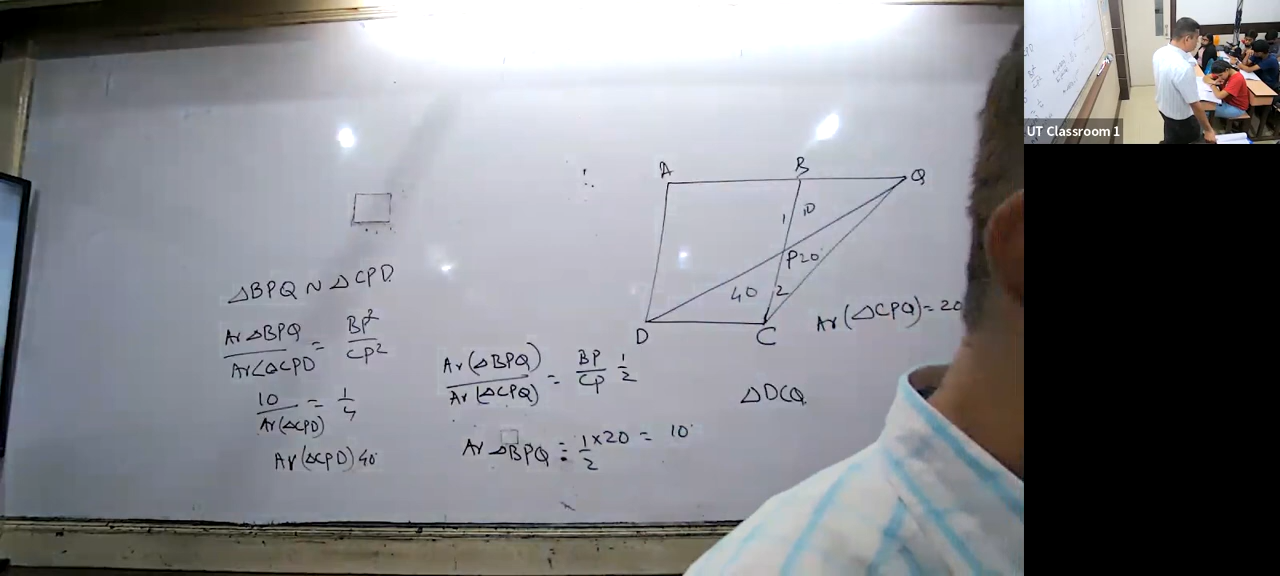 UT Classroom 1
A B Q
1 10
P 20
40 2
D C
Ar (△CPQ) = 20
△DCQ
△BPQ ~ △CPD
Ar △BPQ / Ar △CPD = BP² / CP²
10 / Ar (△CPD) = 1 / 4
Ar (△CPD) 40
Ar (△BPQ) / Ar (△CPQ) = BP / CP 1 / 2
Ar △BPQ = 1 / 2 × 20 = 10